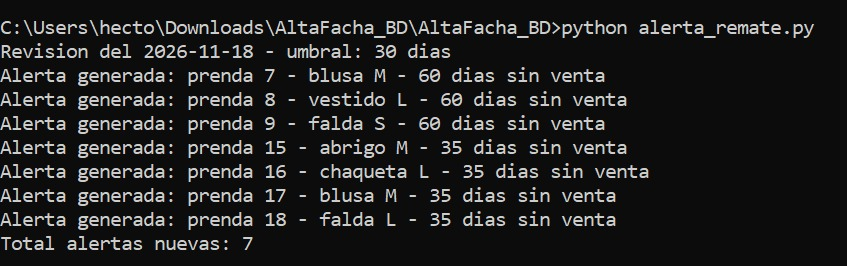 C:\Users\hecto\Downloads\AltaFacha_BD\AltaFacha_BD>python alerta_remate.py
Revision del 2026-11-18 - umbral: 30 dias
Alerta generada: prenda 7 - blusa M - 60 dias sin venta
Alerta generada: prenda 8 - vestido L - 60 dias sin venta
Alerta generada: prenda 9 - falda S - 60 dias sin venta
Alerta generada: prenda 15 - abrigo M - 35 dias sin venta
Alerta generada: prenda 16 - chaqueta L - 35 dias sin venta
Alerta generada: prenda 17 - blusa M - 35 dias sin venta
Alerta generada: prenda 18 - falda L - 35 dias sin venta
Total alertas nuevas: 7